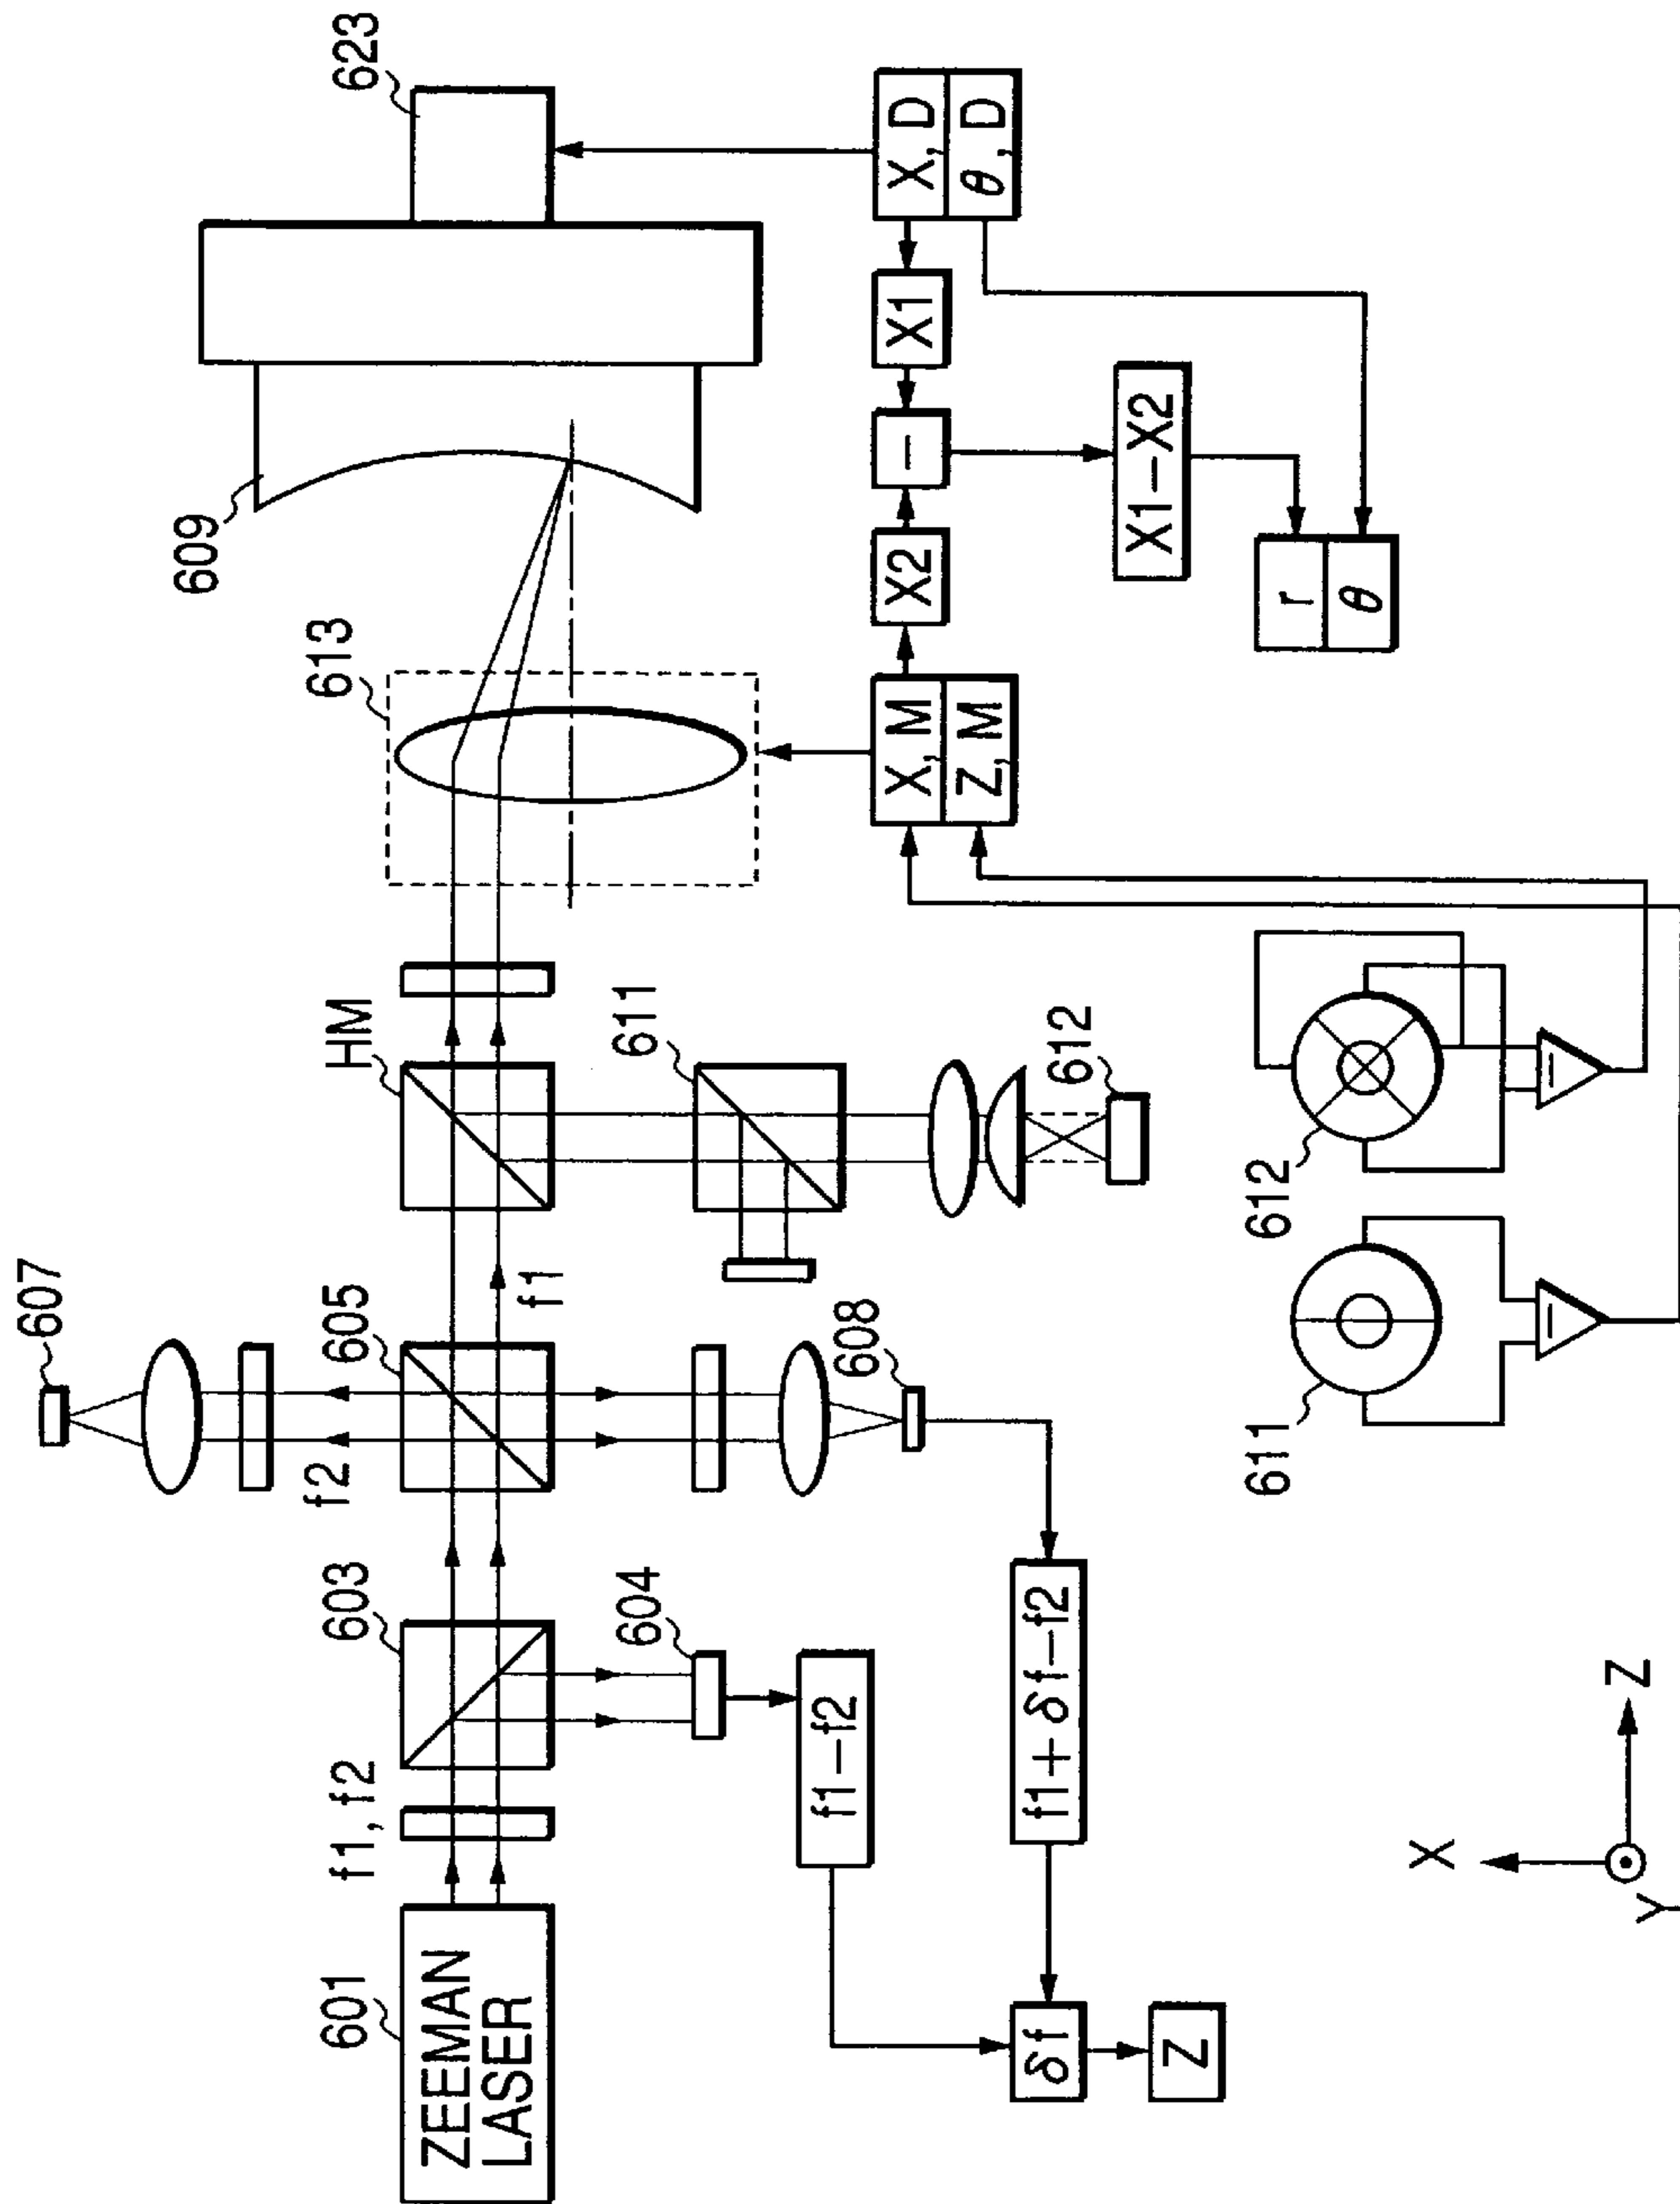 601
ZEEMAN
LASER
f1, f2
603
604
f2
607
605
f1
608
HM
611
612
613
609
623
f1−f2
f1+δf−f2
δf
Z
X, M
Z, M
X2
−
X1
X, D
θ, D
X1−X2
r
θ
611
−
612
−
X
Y
Z